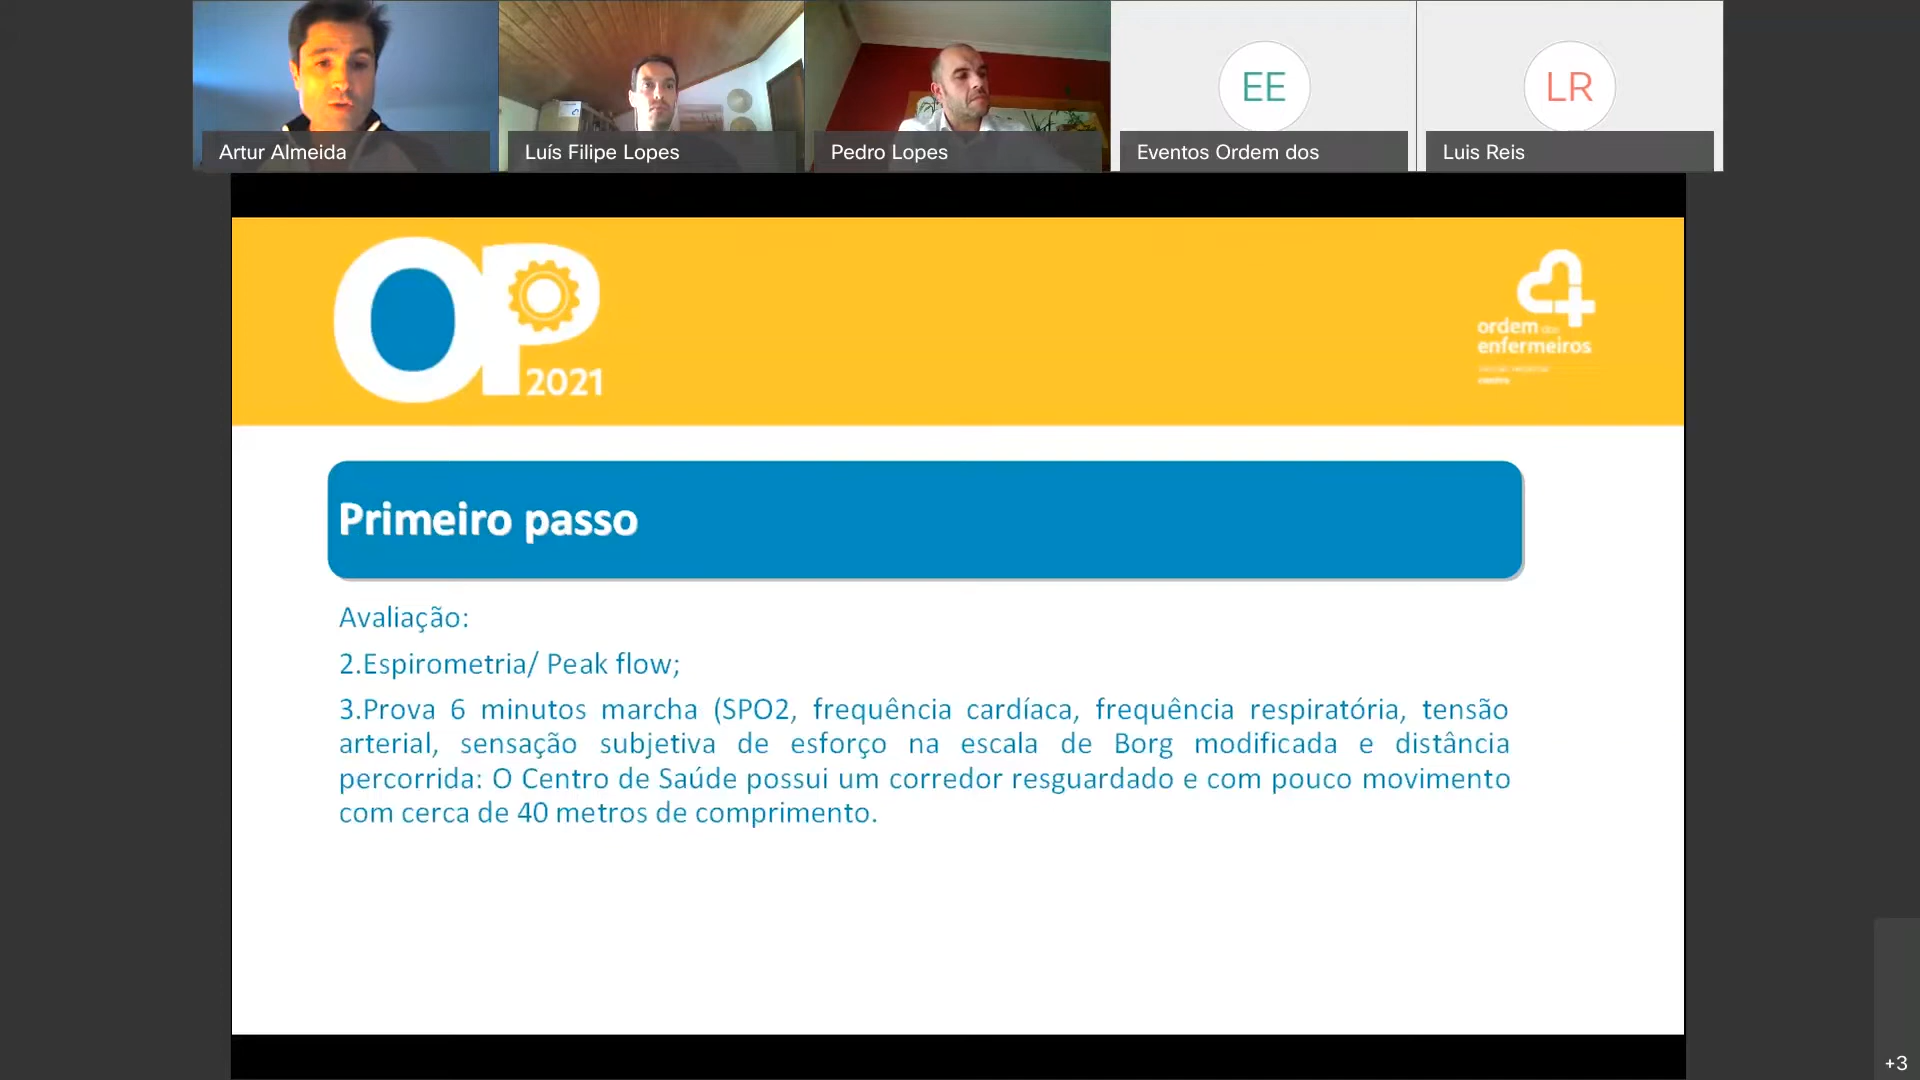 EE
LR
Artur Almeida
Luís Filipe Lopes
Pedro Lopes
Eventos Ordem dos
Luis Reis
OP
2021
ordem dos
enfermeiros
Primeiro passo
Avaliação:
2.Espirometria/ Peak flow;
3.Prova 6 minutos marcha (SPO2, frequência cardíaca, frequência respiratória, tensão
arterial, sensação subjetiva de esforço na escala de Borg modificada e distância
percorrida: O Centro de Saúde possui um corredor resguardado e com pouco movimento
com cerca de 40 metros de comprimento.
+3